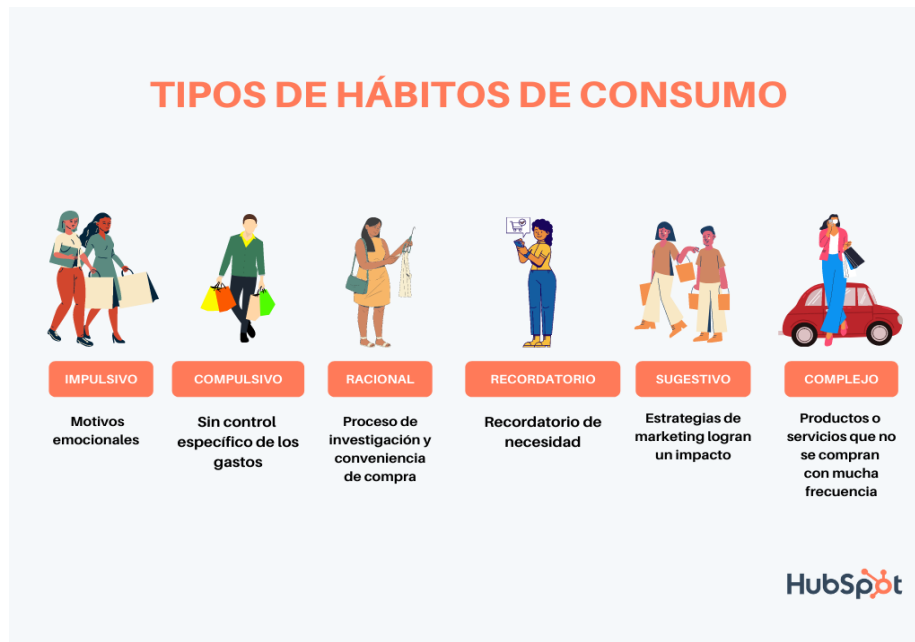 TIPOS DE HÁBITOS DE CONSUMO
IMPULSIVO
Motivos
emocionales
COMPULSIVO
Sin control
específico de los
gastos
RACIONAL
Proceso de
investigación y
conveniencia
de compra
RECORDATORIO
Recordatorio de
necesidad
SUGESTIVO
Estrategias de
marketing logran
un impacto
COMPLEJO
Productos o
servicios que no
se compran
con mucha
frecuencia
HubSpot